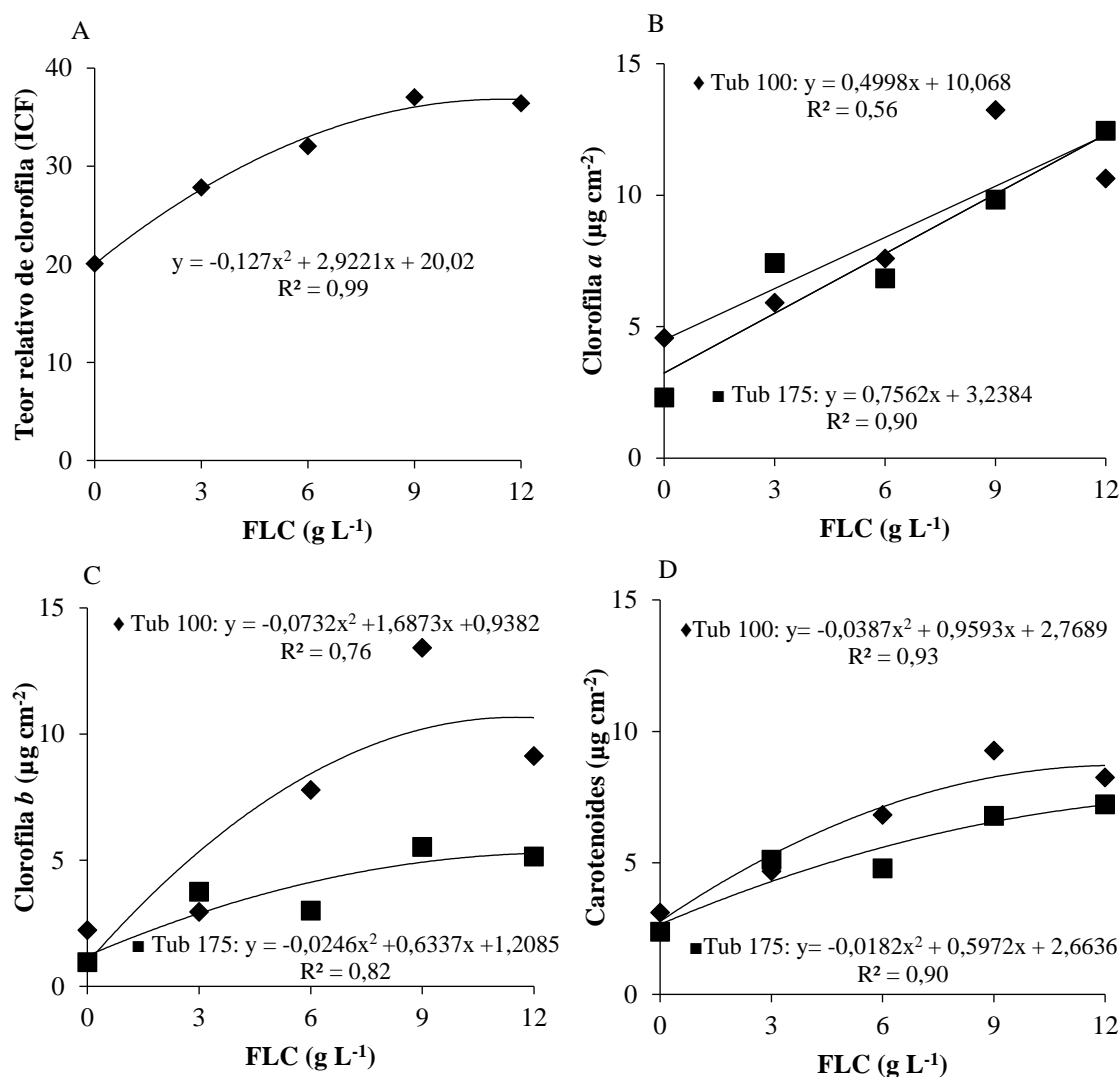 A
Teor relativo de clorofila (ICF)
40
30
20
10
0
y = -0,127x² + 2,9221x + 20,02
R² = 0,99
0 3 6 9 12
FLC (g L⁻¹)
B
Clorofila a (µg cm⁻²)
15
10
5
0
♦ Tub 100: y = 0,4998x + 10,068
R² = 0,56
■ Tub 175: y = 0,7562x + 3,2384
R² = 0,90
0 3 6 9 12
FLC (g L⁻¹)
C
Clorofila b (µg cm⁻²)
15
10
5
0
♦ Tub 100: y = -0,0732x² +1,6873x +0,9382
R² = 0,76
■ Tub 175: y = -0,0246x² +0,6337x +1,2085
R² = 0,82
0 3 6 9 12
FLC (g L⁻¹)
D
Carotenoides (µg cm⁻²)
15
10
5
0
♦Tub 100: y= -0,0387x² + 0,9593x + 2,7689
R² = 0,93
■Tub 175: y= -0,0182x² + 0,5972x + 2,6636
R² = 0,90
0 3 6 9 12
FLC (g L⁻¹)